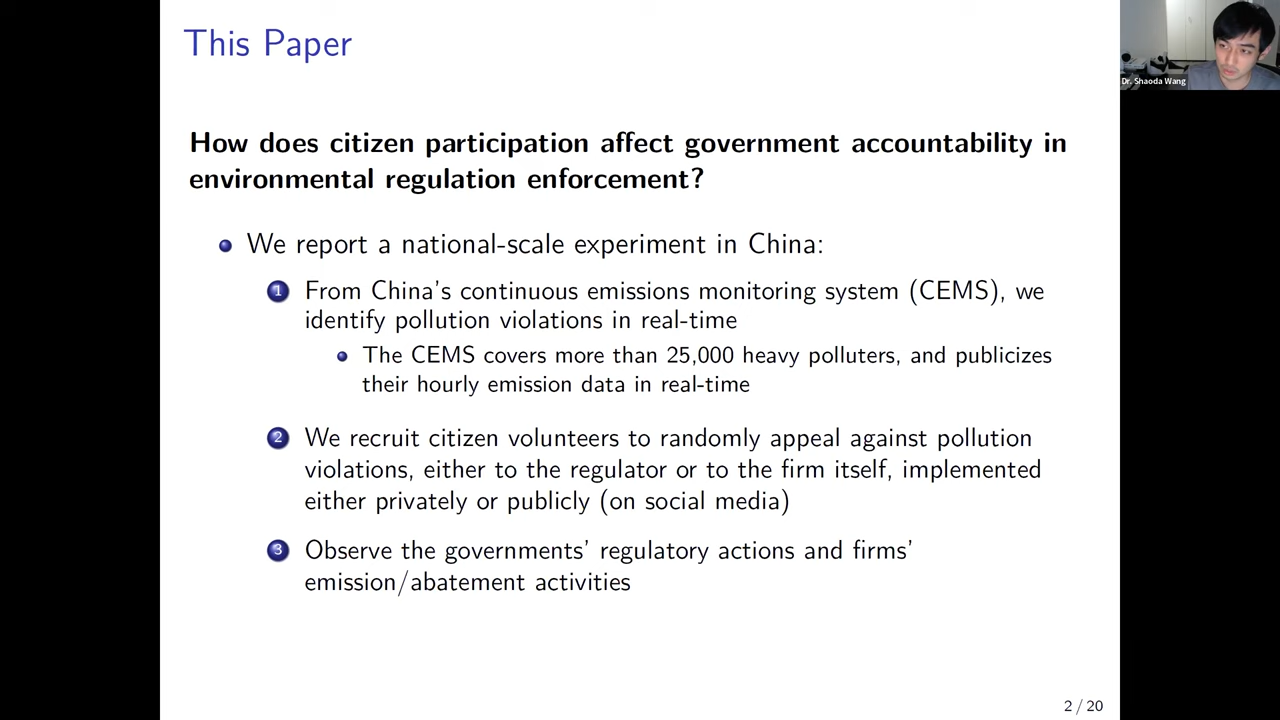 This Paper
Dr. Shaoda Wang
How does citizen participation affect government accountability in
environmental regulation enforcement?
We report a national-scale experiment in China:
1 From China's continuous emissions monitoring system (CEMS), we
identify pollution violations in real-time
The CEMS covers more than 25,000 heavy polluters, and publicizes
their hourly emission data in real-time
2 We recruit citizen volunteers to randomly appeal against pollution
violations, either to the regulator or to the firm itself, implemented
either privately or publicly (on social media)
3 Observe the governments' regulatory actions and firms'
emission/abatement activities
2 / 20